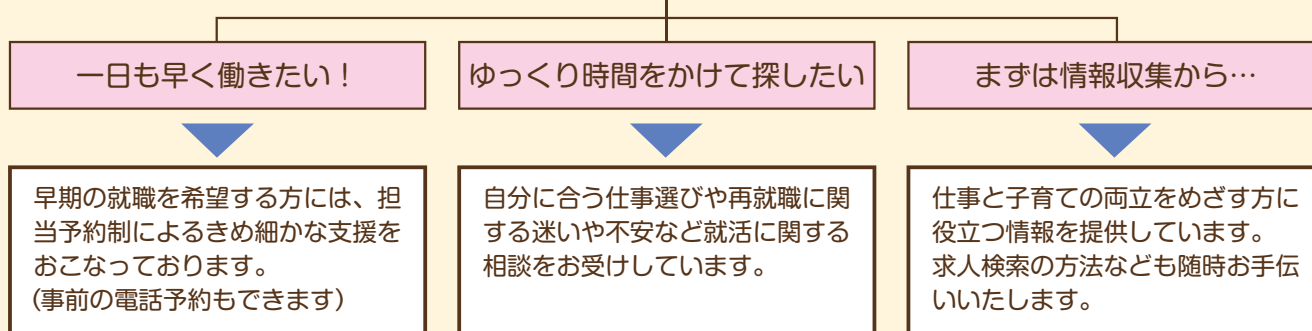 一日も早く働きたい！
ゆっくり時間をかけて探したい
まずは情報収集から…
早期の就職を希望する方には、担
当予約制によるきめ細かな支援を
おこなっております。
(事前の電話予約もできます)
自分に合う仕事選びや再就職に関
する迷いや不安など就活に関する
相談をお受けしています。
仕事と子育ての両立をめざす方に
役立つ情報を提供しています。
求人検索の方法なども随時お手伝
いいたします。